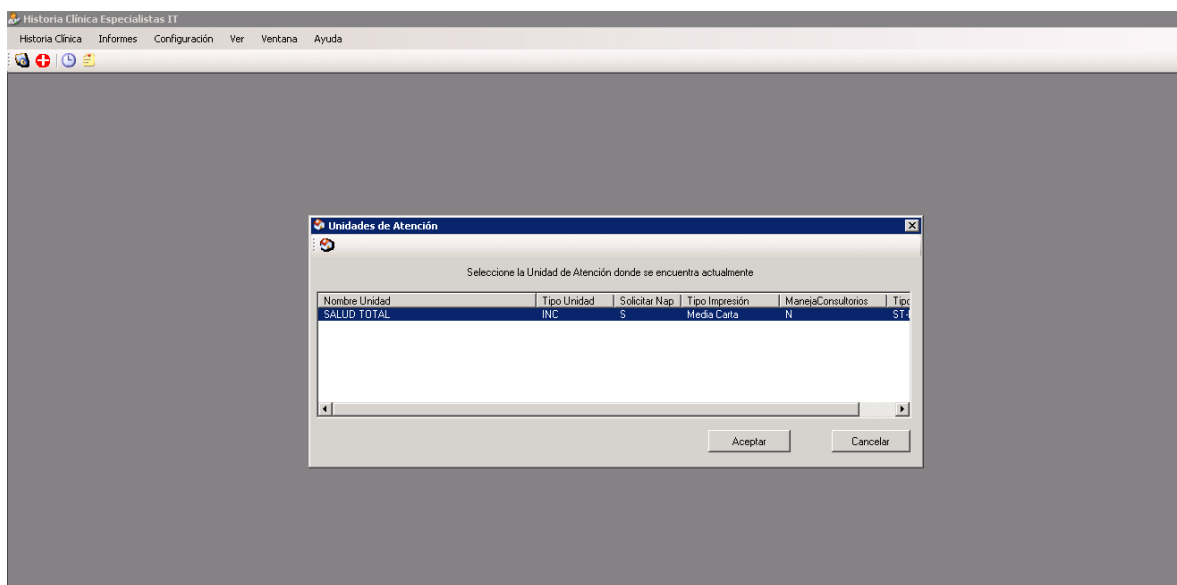 Historia Clínica Especialistas IT
Historia Clínica Informes Configuración Ver Ventana Ayuda
Unidades de Atención
Seleccione la Unidad de Atención donde se encuentra actualmente
Nombre Unidad Tipo Unidad Solicitar Nap Tipo Impresión ManejaConsultorios Tipo
SALUD TOTAL INC S Media Carta N ST-
Aceptar Cancelar